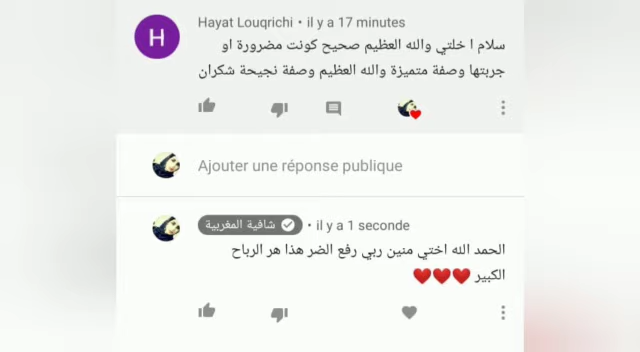 Hayat Louqrichi • il y a 17 minutes
سلام ا خلتي والله العظيم صحيح كونت مضرورة او
جربتها وصفة متميزة والله العظيم وصفة نجيحة شكران
Ajouter une réponse publique
شافية المغربية • il y a 1 seconde
الحمد الله اختي منين ربي رفع الضر هذا هر الرباح
الكبير ❤️❤️❤️